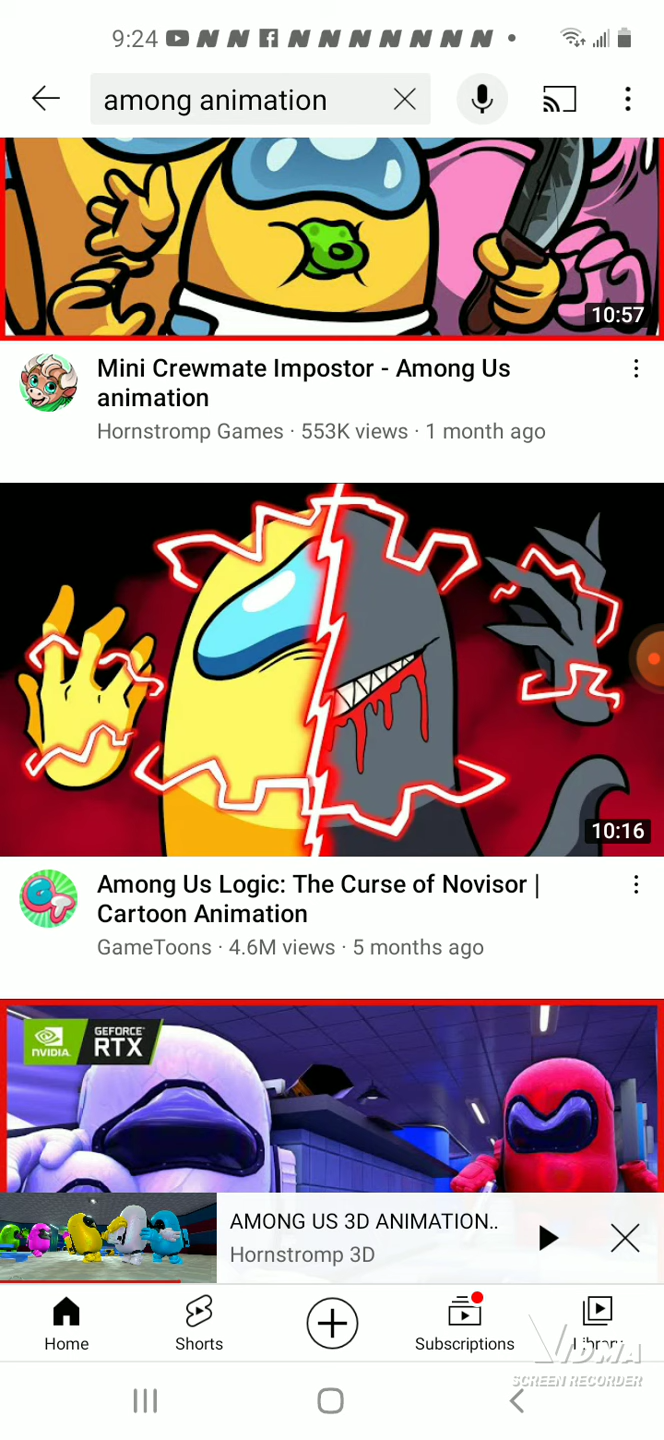 9:24
among animation
10:57
Mini Crewmate Impostor - Among Us
animation
Hornstromp Games · 553K views · 1 month ago
10:16
Among Us Logic: The Curse of Novisor |
Cartoon Animation
GameToons · 4.6M views · 5 months ago
NVIDIA.
GEFORCE
RTX
AMONG US 3D ANIMATION..
Hornstromp 3D
Home
Shorts
Subscriptions
Library
VIDMA
SCREEN RECORDER